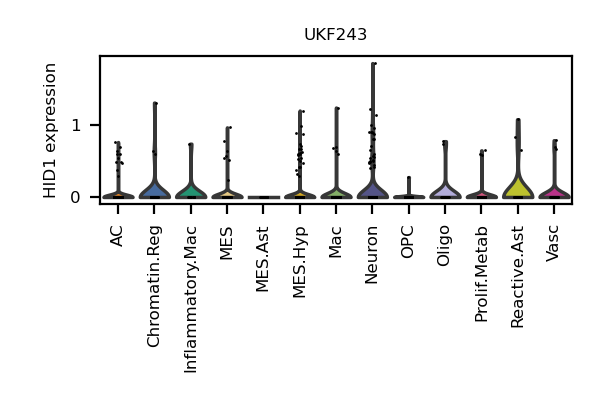 UKF243
HID1 expression
1
0
AC
Chromatin.Reg
Inflammatory.Mac
MES
MES.Ast
MES.Hyp
Mac
Neuron
OPC
Oligo
Prolif.Metab
Reactive.Ast
Vasc